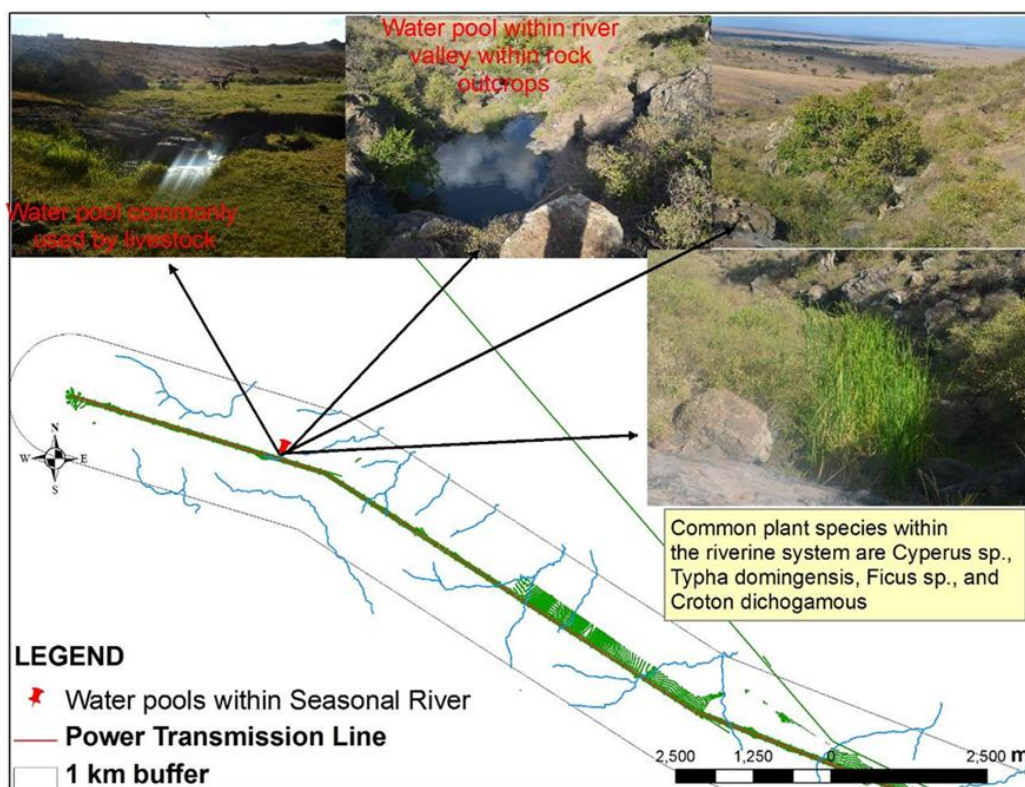 Water pool commonly
used by livestock
Water pool within river
valley within rock
outcrops
Common plant species within
the riverine system are Cyperus sp.,
Typha domingensis, Ficus sp., and
Croton dichogamous
N
W E
S
LEGEND
Water pools within Seasonal River
Power Transmission Line
1 km buffer
2,500 1,250 0 2,500 m